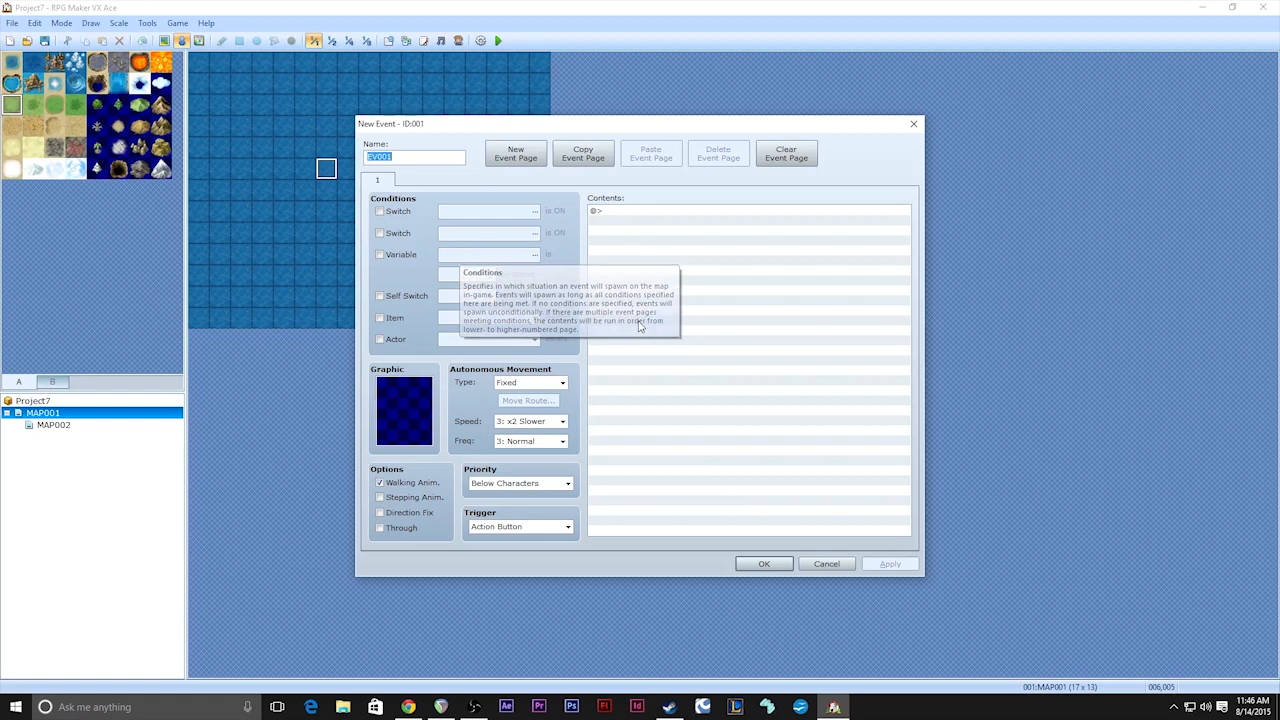 Project7 - RPG Maker VX Ace
File Edit Mode Draw Scale Tools Game Help
New Event - ID:001
Name:
EV001
New Event Page
Copy Event Page
Paste Event Page
Delete Event Page
Clear Event Page
1
Conditions
Switch ... is ON
Switch ... is ON
Variable ... is
Self Switch
Item
Actor
Conditions
Specifies in which situation an event will spawn on the map
in-game. Events will spawn as long as all conditions specified
here are being met. If no conditions are specified, events will
spawn unconditionally. If there are multiple event pages
meeting conditions, the contents will be run in order from
lower- to higher-numbered page.
Contents:
@>
Graphic
Autonomous Movement
Type: Fixed
Move Route...
Speed: 3: x2 Slower
Freq: 3: Normal
Options
Walking Anim.
Stepping Anim.
Direction Fix
Through
Priority
Below Characters
Trigger
Action Button
OK Cancel Apply
A B
Project7
MAP001
MAP002
001:MAP001 (17 x 13) 006,005
Ask me anything
11:46 AM
8/14/2015